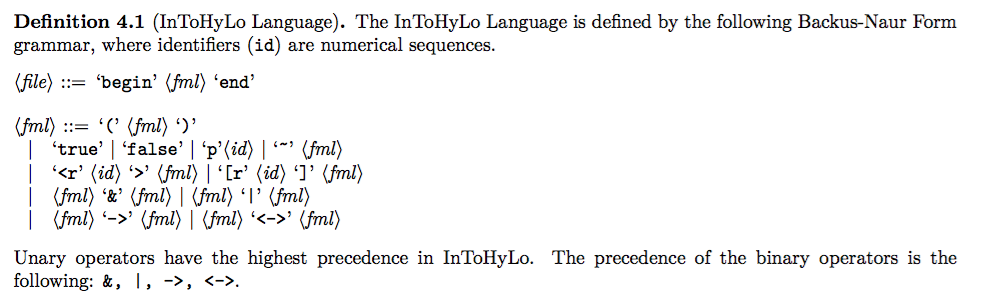 Definition 4.1 (InToHyLo Language). The InToHyLo Language is defined by the following Backus-Naur Form
grammar, where identifiers (id) are numerical sequences.
⟨file⟩ ::= ‘begin’ ⟨fml⟩ ‘end’
⟨fml⟩ ::= ‘(’ ⟨fml⟩ ‘)’
| ‘true’ | ‘false’ | ‘p’⟨id⟩ | ‘~’ ⟨fml⟩
| ‘<r’ ⟨id⟩ ‘>’ ⟨fml⟩ | ‘[r’ ⟨id⟩ ‘]’ ⟨fml⟩
| ⟨fml⟩ ‘&’ ⟨fml⟩ | ⟨fml⟩ ‘|’ ⟨fml⟩
| ⟨fml⟩ ‘->’ ⟨fml⟩ | ⟨fml⟩ ‘<->’ ⟨fml⟩
Unary operators have the highest precedence in InToHyLo. The precedence of the binary operators is the
following: &, |, ->, <->.